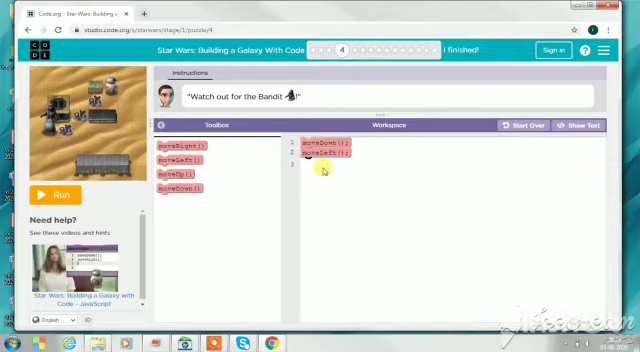 Code.org - Star Wars: Building a
studio.code.org/s/starwars/stage/1/puzzle/4
C O
D E
Star Wars: Building a Galaxy With Code
4
I finished!
Sign in
Instructions
"Watch out for the Bandit !"
Toolbox
Workspace
Start Over
Show Text
moveRight()
moveLeft()
moveUp()
moveDown()
1 moveDown();
2 moveLeft();
3
Run
Need help?
See these videos and hints
Star Wars: Building a Galaxy with
Code - JavaScript
English